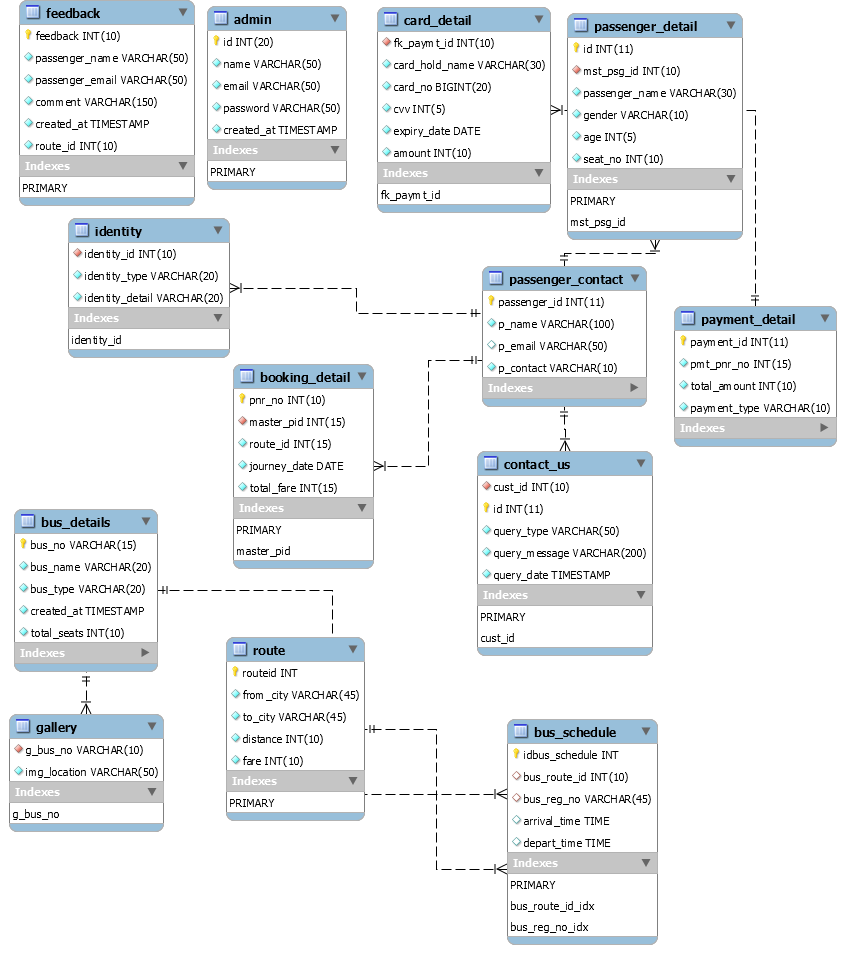 feedback
feedback INT(10)
passenger_name VARCHAR(50)
passenger_email VARCHAR(50)
comment VARCHAR(150)
created_at TIMESTAMP
route_id INT(10)
Indexes
PRIMARY
admin
id INT(20)
name VARCHAR(50)
email VARCHAR(50)
password VARCHAR(50)
created_at TIMESTAMP
Indexes
PRIMARY
card_detail
fk_paymt_id INT(10)
card_hold_name VARCHAR(30)
card_no BIGINT(20)
cvv INT(5)
expiry_date DATE
amount INT(10)
Indexes
fk_paymt_id
passenger_detail
id INT(11)
mst_psg_id INT(10)
passenger_name VARCHAR(30)
gender VARCHAR(10)
age INT(5)
seat_no INT(10)
Indexes
PRIMARY
mst_psg_id
identity
identity_id INT(10)
identity_type VARCHAR(20)
identity_detail VARCHAR(20)
Indexes
identity_id
passenger_contact
passenger_id INT(11)
p_name VARCHAR(100)
p_email VARCHAR(50)
p_contact VARCHAR(10)
Indexes
payment_detail
payment_id INT(11)
pmt_pnr_no INT(15)
total_amount INT(10)
payment_type VARCHAR(10)
Indexes
booking_detail
pnr_no INT(10)
master_pid INT(15)
route_id INT(15)
journey_date DATE
total_fare INT(15)
Indexes
PRIMARY
master_pid
contact_us
cust_id INT(10)
id INT(11)
query_type VARCHAR(50)
query_message VARCHAR(200)
query_date TIMESTAMP
Indexes
PRIMARY
cust_id
bus_details
bus_no VARCHAR(15)
bus_name VARCHAR(20)
bus_type VARCHAR(20)
created_at TIMESTAMP
total_seats INT(10)
Indexes
route
routeid INT
from_city VARCHAR(45)
to_city VARCHAR(45)
distance INT(10)
fare INT(10)
Indexes
PRIMARY
gallery
g_bus_no VARCHAR(10)
img_location VARCHAR(50)
Indexes
g_bus_no
bus_schedule
idbus_schedule INT
bus_route_id INT(10)
bus_reg_no VARCHAR(45)
arrival_time TIME
depart_time TIME
Indexes
PRIMARY
bus_route_id_idx
bus_reg_no_idx